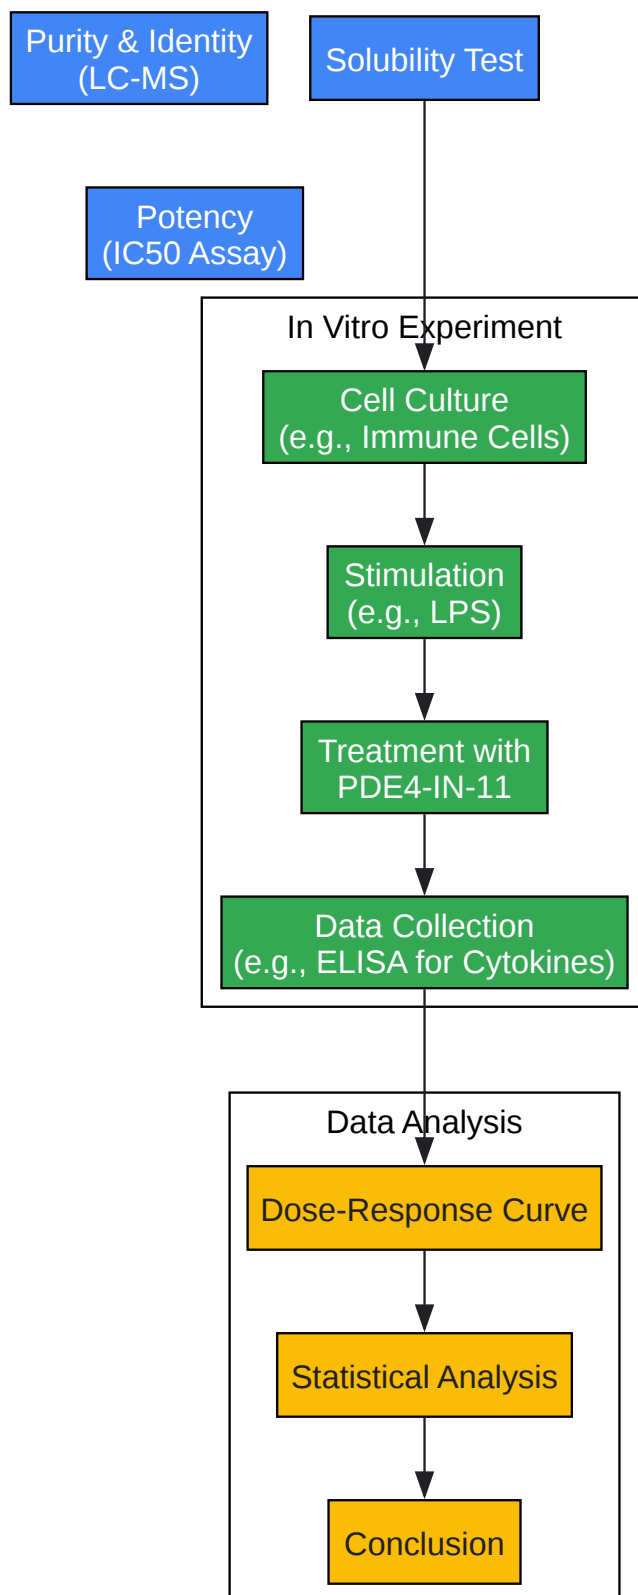 Purity & Identity
(LC-MS)
Solubility Test
Potency
(IC50 Assay)
In Vitro Experiment
Cell Culture
(e.g., Immune Cells)
Stimulation
(e.g., LPS)
Treatment with
PDE4-IN-11
Data Collection
(e.g., ELISA for Cytokines)
Data Analysis
Dose-Response Curve
Statistical Analysis
Conclusion